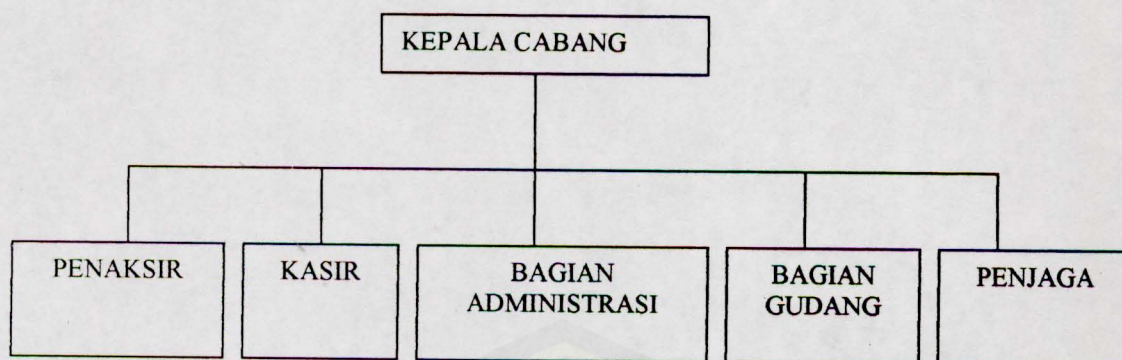 KEPALA CABANG
PENAKSIR
KASIR
BAGIAN
ADMINISTRASI
BAGIAN
GUDANG
PENJAGA